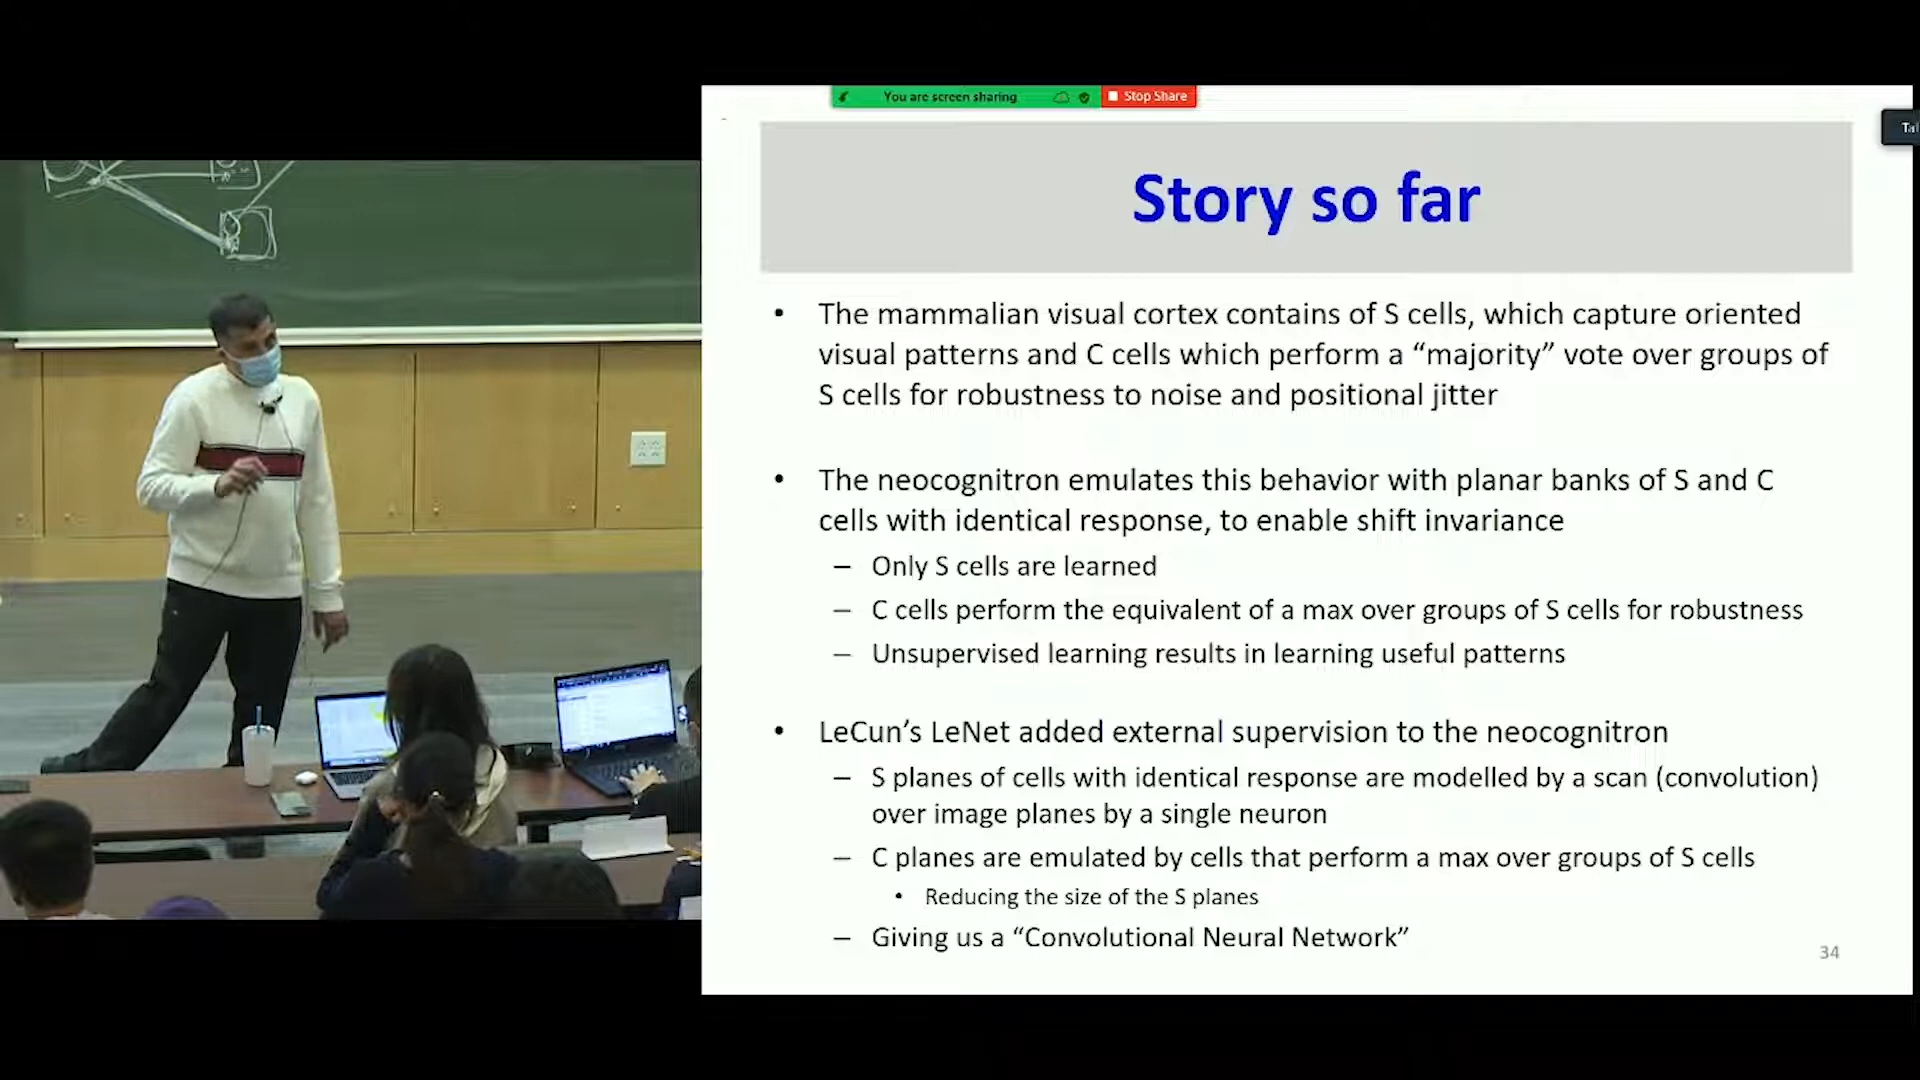 You are screen sharing
Stop Share
Tal
Story so far
• The mammalian visual cortex contains of S cells, which capture oriented
visual patterns and C cells which perform a “majority” vote over groups of
S cells for robustness to noise and positional jitter
• The neocognitron emulates this behavior with planar banks of S and C
cells with identical response, to enable shift invariance
– Only S cells are learned
– C cells perform the equivalent of a max over groups of S cells for robustness
– Unsupervised learning results in learning useful patterns
• LeCun’s LeNet added external supervision to the neocognitron
– S planes of cells with identical response are modelled by a scan (convolution)
over image planes by a single neuron
– C planes are emulated by cells that perform a max over groups of S cells
• Reducing the size of the S planes
– Giving us a “Convolutional Neural Network”
34